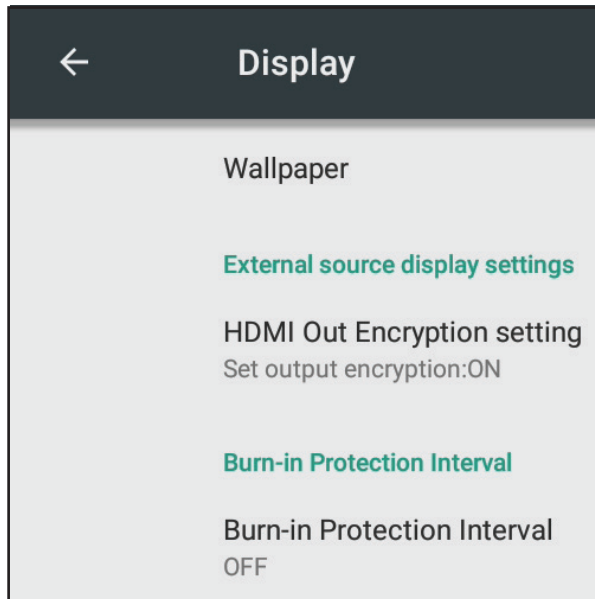 Display
Wallpaper
External source display settings
HDMI Out Encryption setting
Set output encryption:ON
Burn-in Protection Interval
Burn-in Protection Interval
OFF